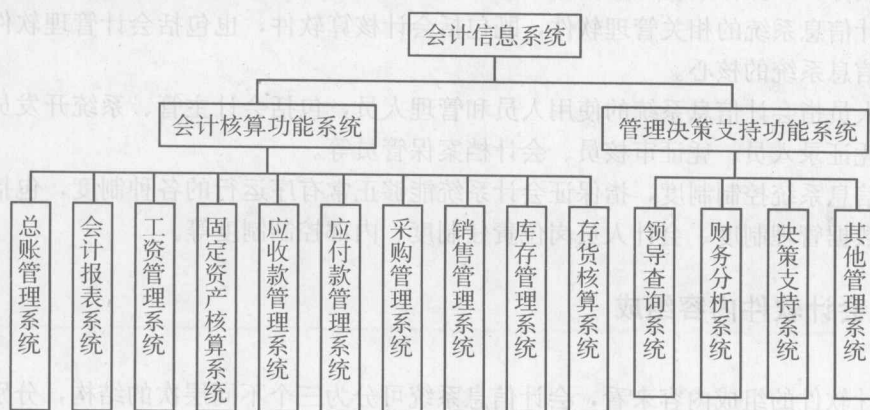 会计信息系统
会计核算功能系统
管理决策支持功能系统
总账管理系统
会计报表系统
工资管理系统
固定资产核算系统
应收款管理系统
应付款管理系统
采购管理系统
销售管理系统
库存管理系统
存货核算系统
领导查询系统
财务分析系统
决策支持系统
其他管理系统